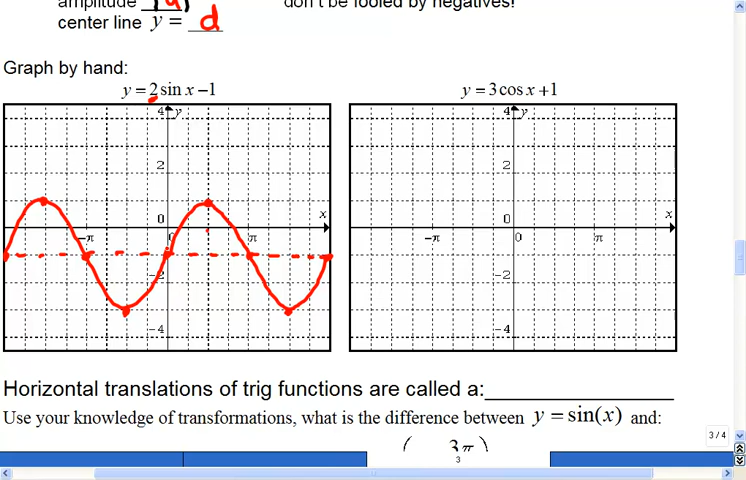 amplitude |a| don't be fooled by negatives!
center line y = d
Graph by hand:
y = 2 sin x – 1
y = 3 cos x + 1
4 y
2
0 x
–π 0 π
–2
–4
4 y
2
0 x
–π 0 π
–2
–4
Horizontal translations of trig functions are called a:
Use your knowledge of transformations, what is the difference between y = sin(x) and:
3 / 4
3π
3